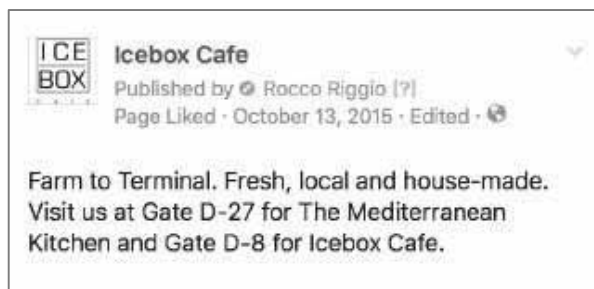 ICE
BOX
Icebox Cafe
Published by Rocco Riggio [?]
Page Liked · October 13, 2015 · Edited ·
Farm to Terminal. Fresh, local and house-made.
Visit us at Gate D-27 for The Mediterranean
Kitchen and Gate D-8 for Icebox Cafe.